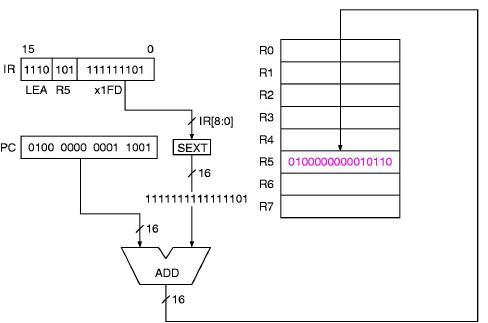 15 0
IR 1110 101 111111101
LEA R5 x1FD
IR[8:0]
PC 0100 0000 0001 1001
SEXT
16
1111111111111101
16
ADD
16
R0
R1
R2
R3
R4
R5 0100000000010110
R6
R7